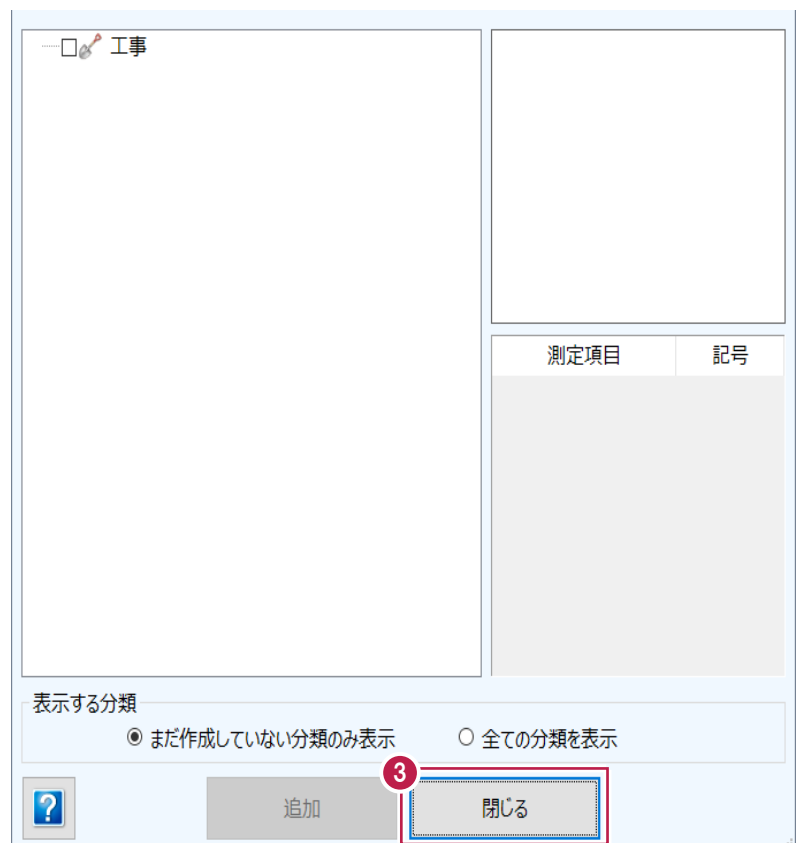 工事
測定項目 記号
表示する分類
まだ作成していない分類のみ表示 全ての分類を表示
3
? 追加 閉じる